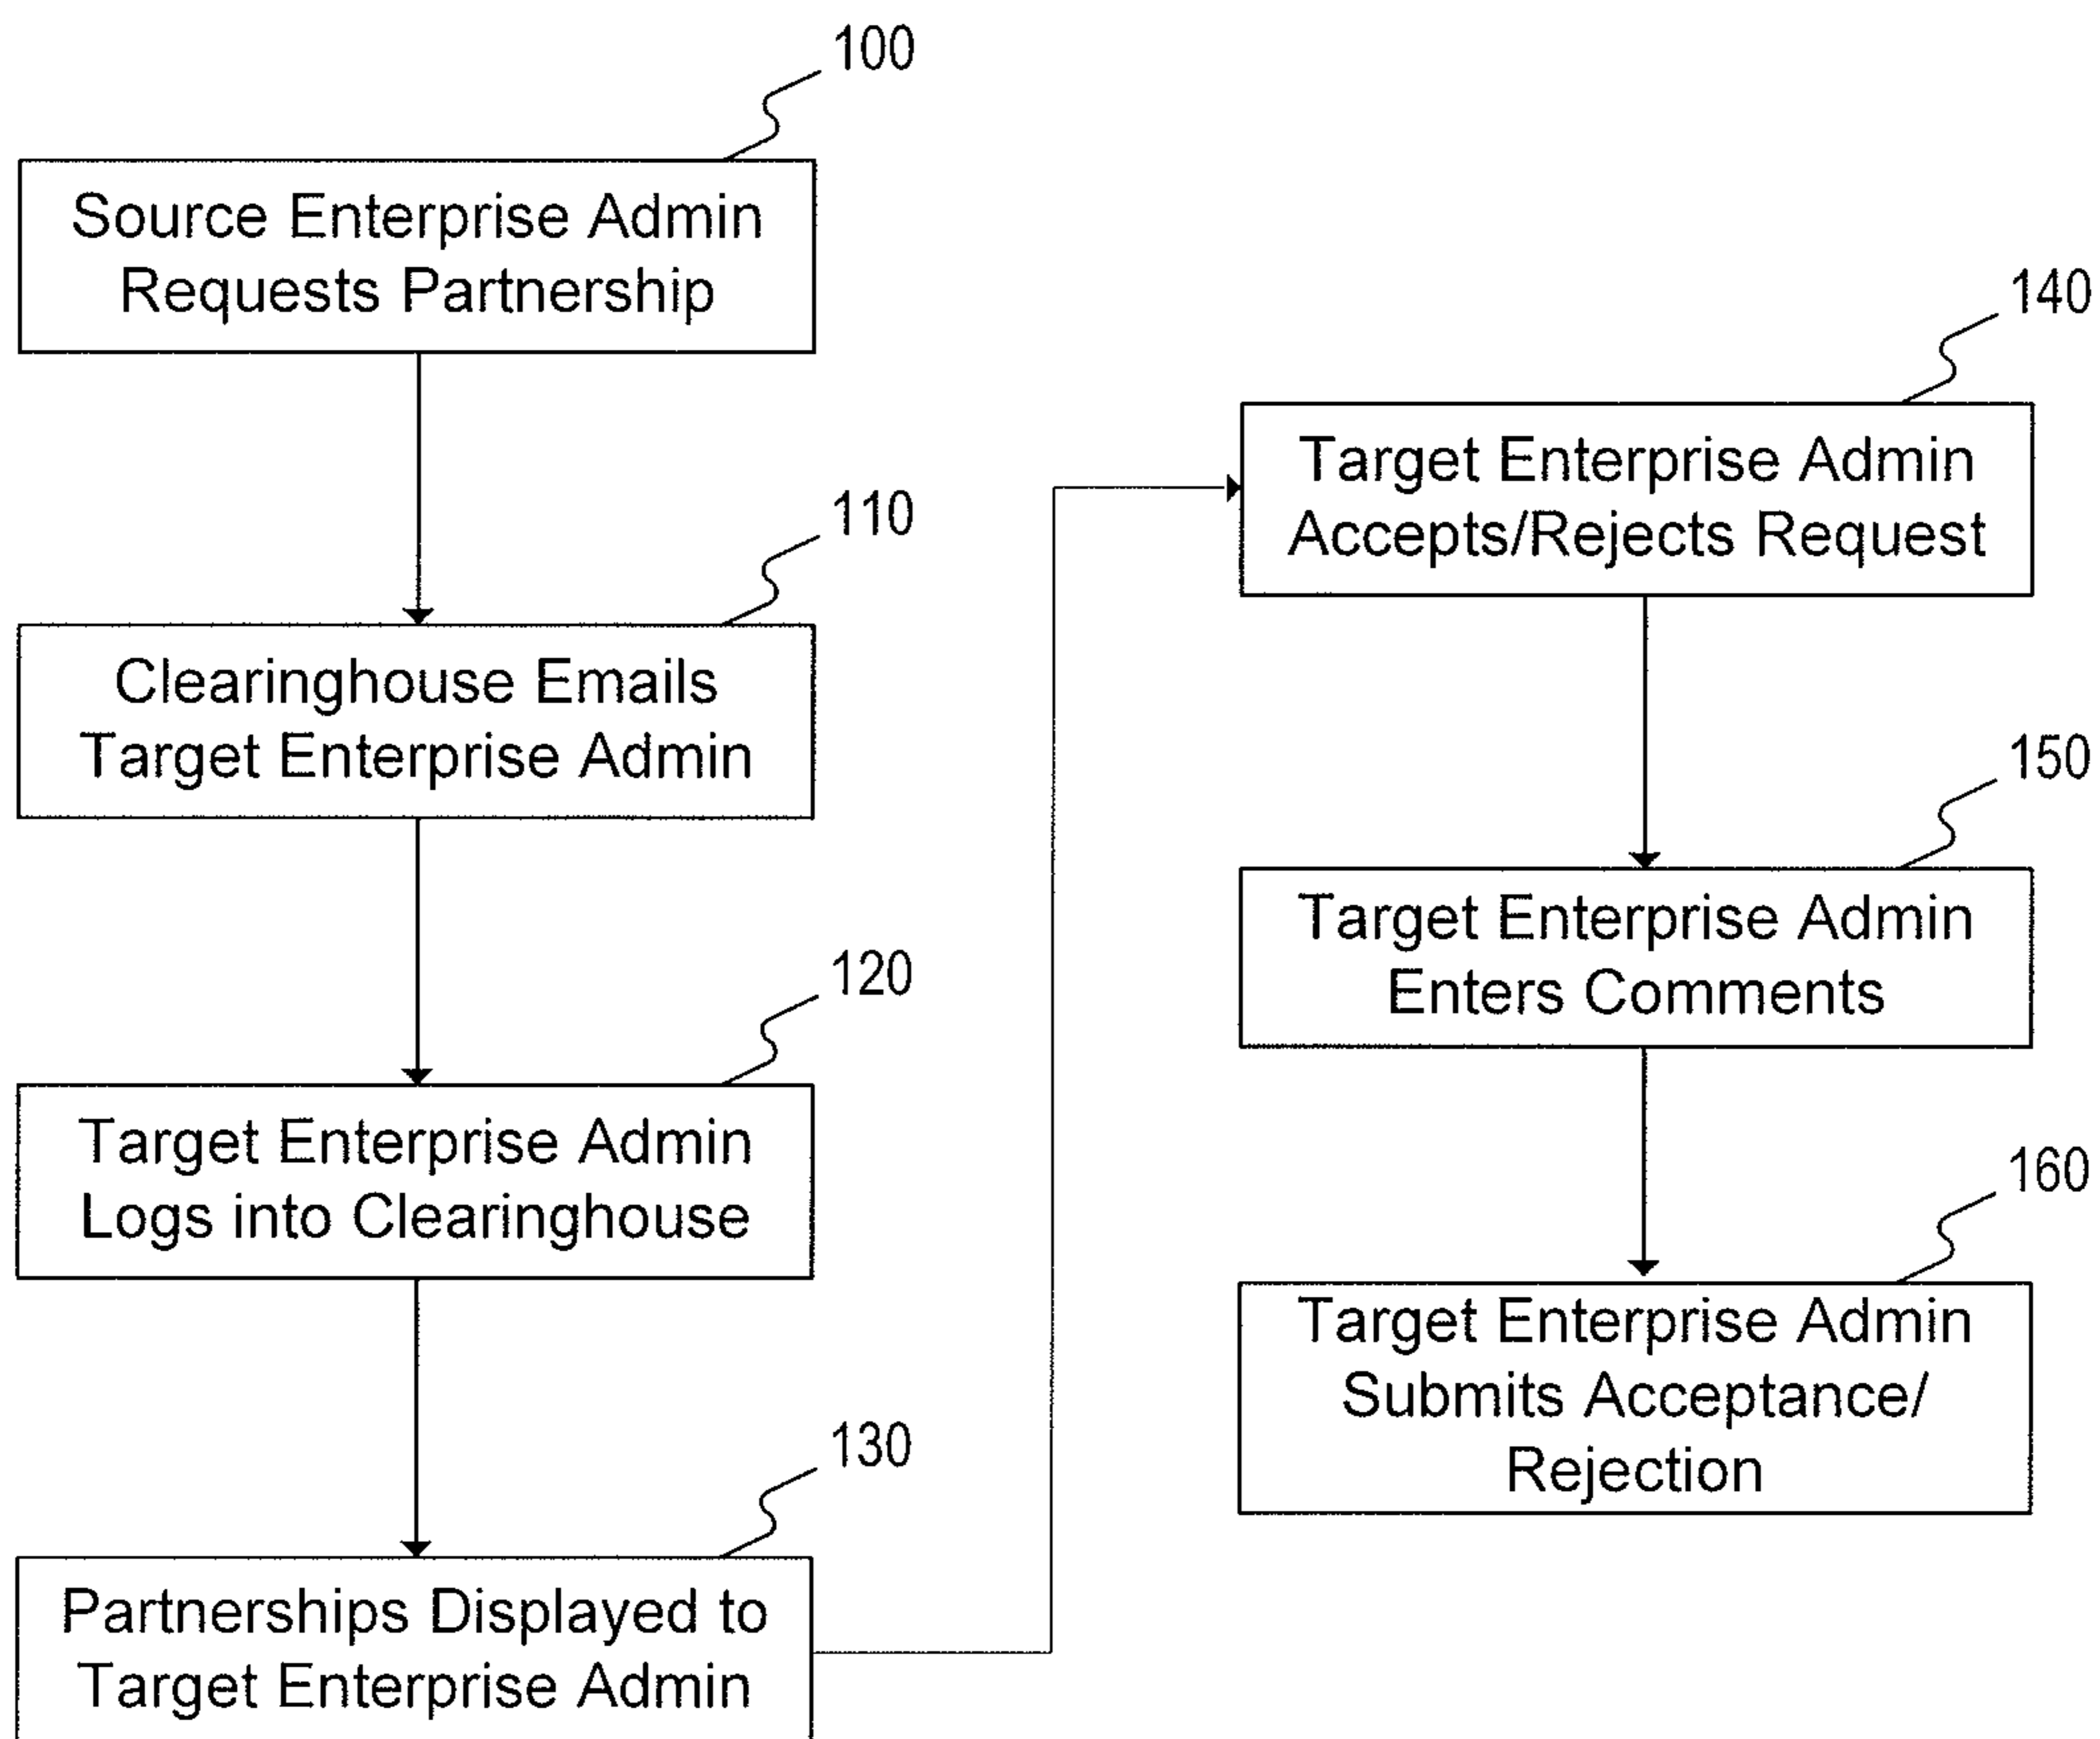 100
Source Enterprise Admin
Requests Partnership
110
Clearinghouse Emails
Target Enterprise Admin
120
Target Enterprise Admin
Logs into Clearinghouse
130
Partnerships Displayed to
Target Enterprise Admin
140
Target Enterprise Admin
Accepts/Rejects Request
150
Target Enterprise Admin
Enters Comments
160
Target Enterprise Admin
Submits Acceptance/
Rejection